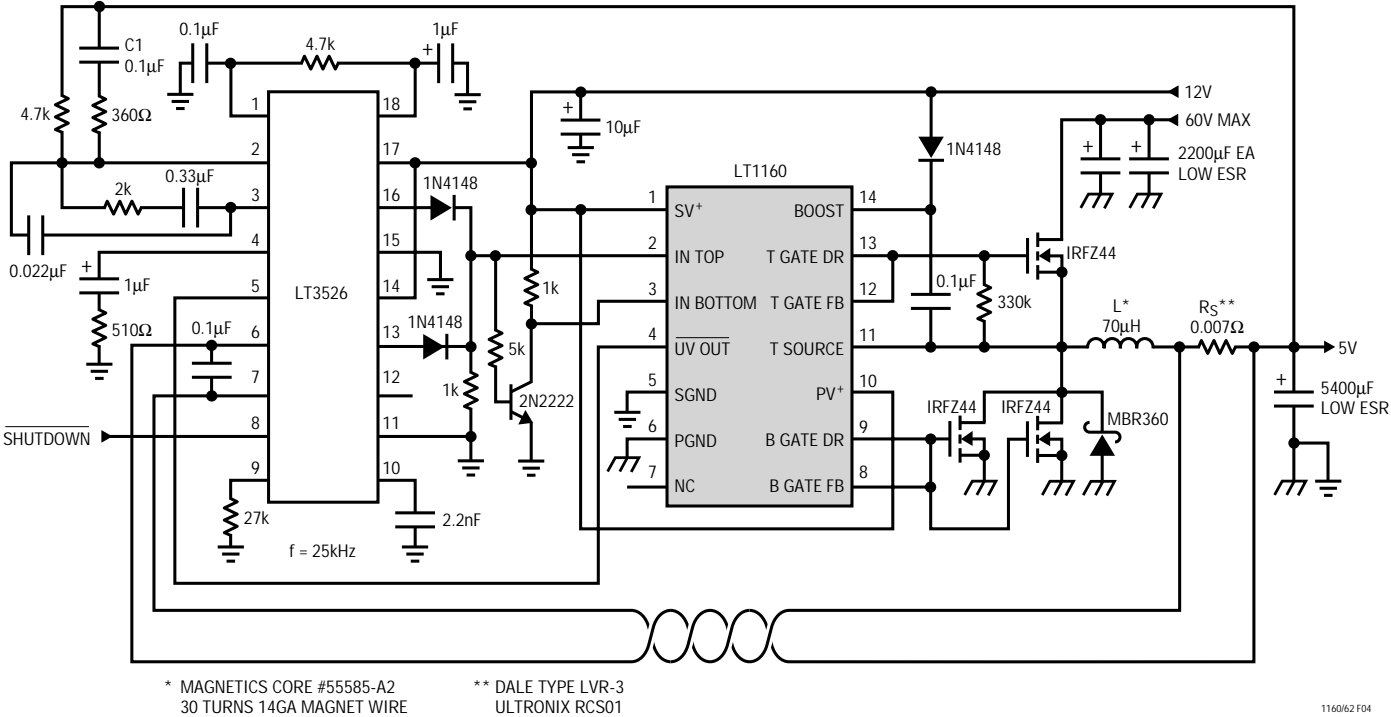 C1
0.1µF
4.7k
360Ω
0.1µF
4.7k
+
1µF
2k
0.33µF
0.022µF
+
1µF
510Ω
0.1µF
SHUTDOWN
27k
LT3526
1
2
3
4
5
6
7
8
9
18
17
16
15
14
13
12
11
10
f = 25kHz
2.2nF
1N4148
1N4148
1k
5k
2N2222
1k
+
10µF
LT1160
1
2
3
4
5
6
7
SV+
IN TOP
IN BOTTOM
UV OUT
SGND
PGND
NC
BOOST
T GATE DR
T GATE FB
T SOURCE
PV+
B GATE DR
B GATE FB
14
13
12
11
10
9
8
1N4148
0.1µF
330k
12V
60V MAX
+
+
2200µF EA
LOW ESR
IRFZ44
L*
70µH
RS**
0.007Ω
5V
+
5400µF
LOW ESR
IRFZ44
IRFZ44
MBR360
* MAGNETICS CORE #55585-A2
30 TURNS 14GA MAGNET WIRE
** DALE TYPE LVR-3
ULTRONIX RCS01
1160/62 F04